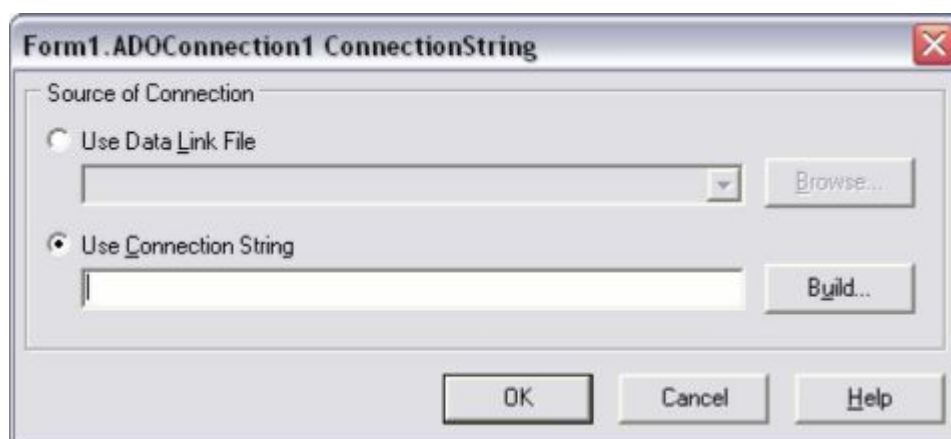 Form1.ADOConnection1 ConnectionString
Source of Connection
Use Data Link File
Browse...
Use Connection String
Build...
OK Cancel Help